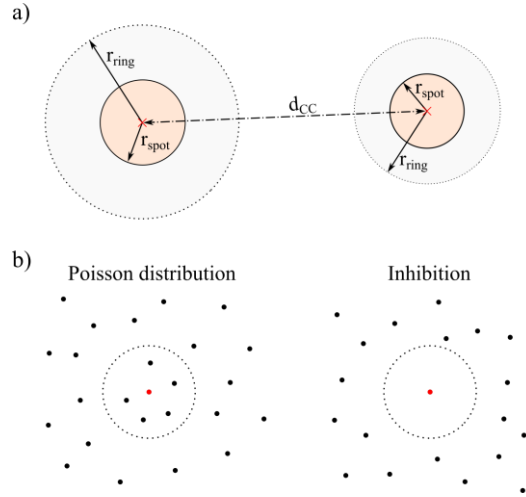 a)
r_ring
r_spot
d_CC
r_spot
r_ring
b)
Poisson distribution
Inhibition